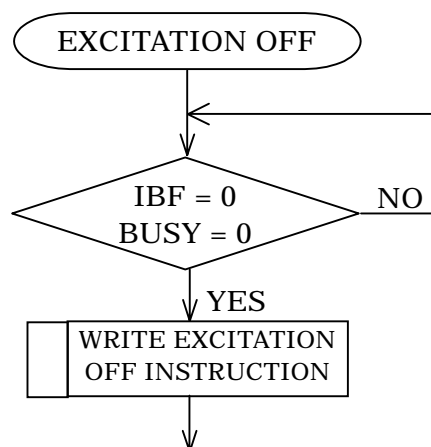 EXCITATION OFF
IBF = 0
BUSY = 0
NO
YES
WRITE EXCITATION
OFF INSTRUCTION